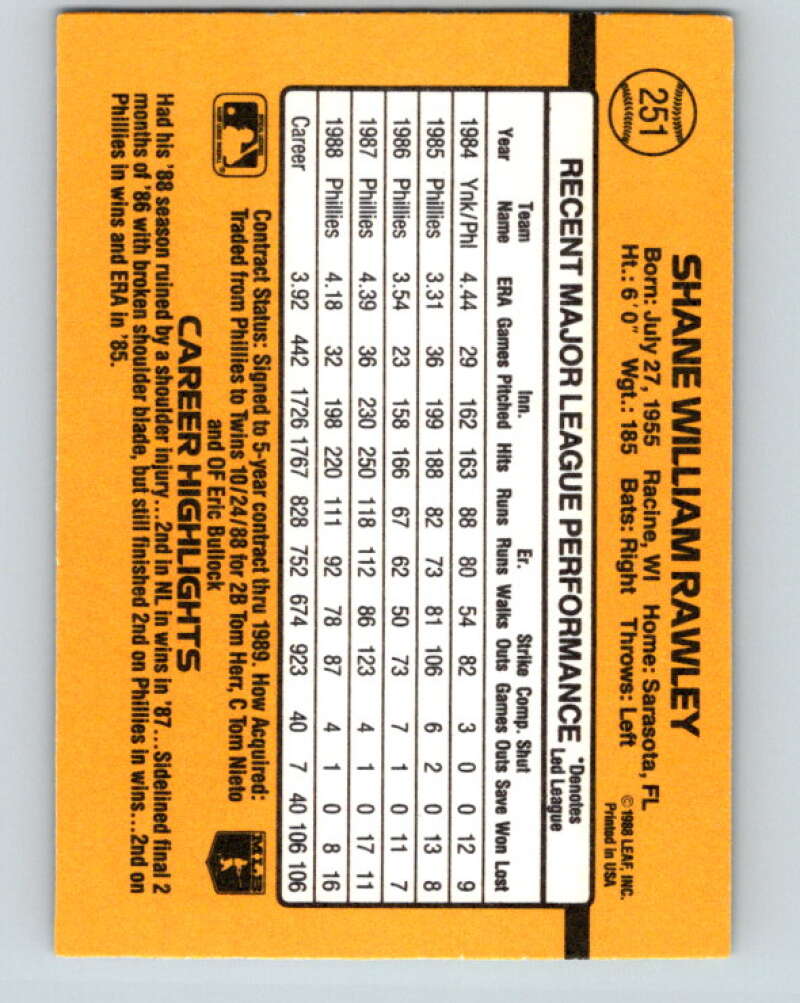 251
SHANE WILLIAM RAWLEY
Born: July 27, 1955 Racine, WI Home: Sarasota, FL
Ht.: 6'0" Wgt.: 185 Bats: Right Throws: Left
©1988 LEAF, INC.
Printed in USA
RECENT MAJOR LEAGUE PERFORMANCE *Denotes
Led League
Team Inn. Er. Strike Comp. Shut
Year Name ERA Games Pitched Hits Runs Runs Walks Outs Games Outs Save Won Lost
1984 Ynk/Phl 4.44 29 162 163 88 80 54 82 3 0 0 12 9
1985 Phillies 3.31 36 199 188 82 73 81 106 6 2 0 13 8
1986 Phillies 3.54 23 158 166 67 62 50 73 7 1 0 11 7
1987 Phillies 4.39 36 230 250 118 112 86 123 4 1 0 17 11
1988 Phillies 4.18 32 198 220 111 92 78 87 4 1 0 8 16
Career 3.92 442 1726 1767 828 752 674 923 40 7 40 106 106
Contract Status: Signed to 5-year contract thru 1989. How Acquired:
Traded from Phillies to Twins 10/24/88 for 2B Tom Herr, C Tom Nieto
and OF Eric Bullock
MLB
CAREER HIGHLIGHTS
Had his '88 season ruined by a shoulder injury...2nd in NL in wins in '87...Sidelined final 2
months of '86 with broken shoulder blade, but still finished 2nd on Phillies in wins...2nd on
Phillies in wins and ERA in '85.